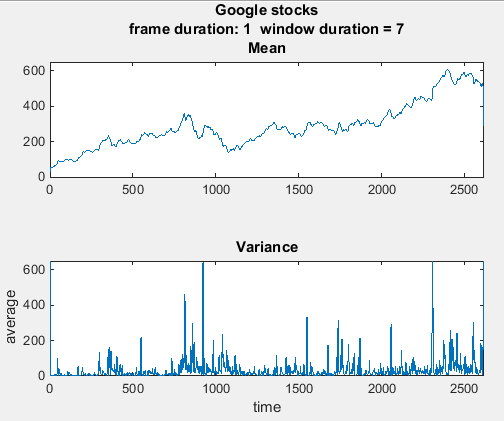 Google stocks
frame duration: 1  window duration = 7
Mean
600
400
200
0
0 500 1000 1500 2000 2500
Variance
average
600
400
200
0
0 500 1000 1500 2000 2500
time